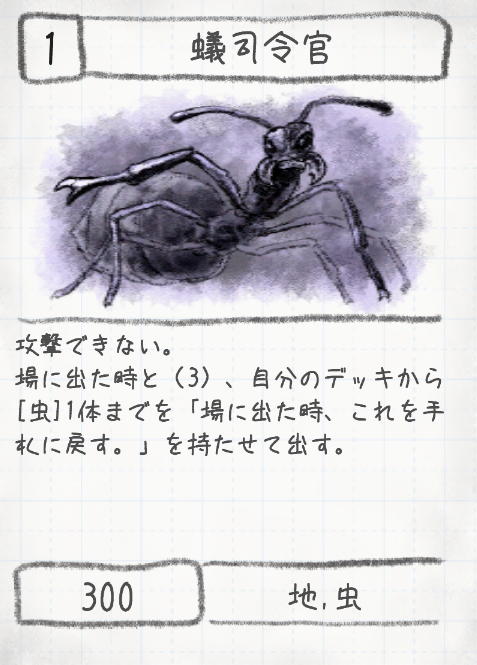 1
蟻司令官
攻撃できない。
場に出た時と（3）、自分のデッキから
[虫]1体までを「場に出た時、これを手
札に戻す。」を持たせて出す。
300
地,虫